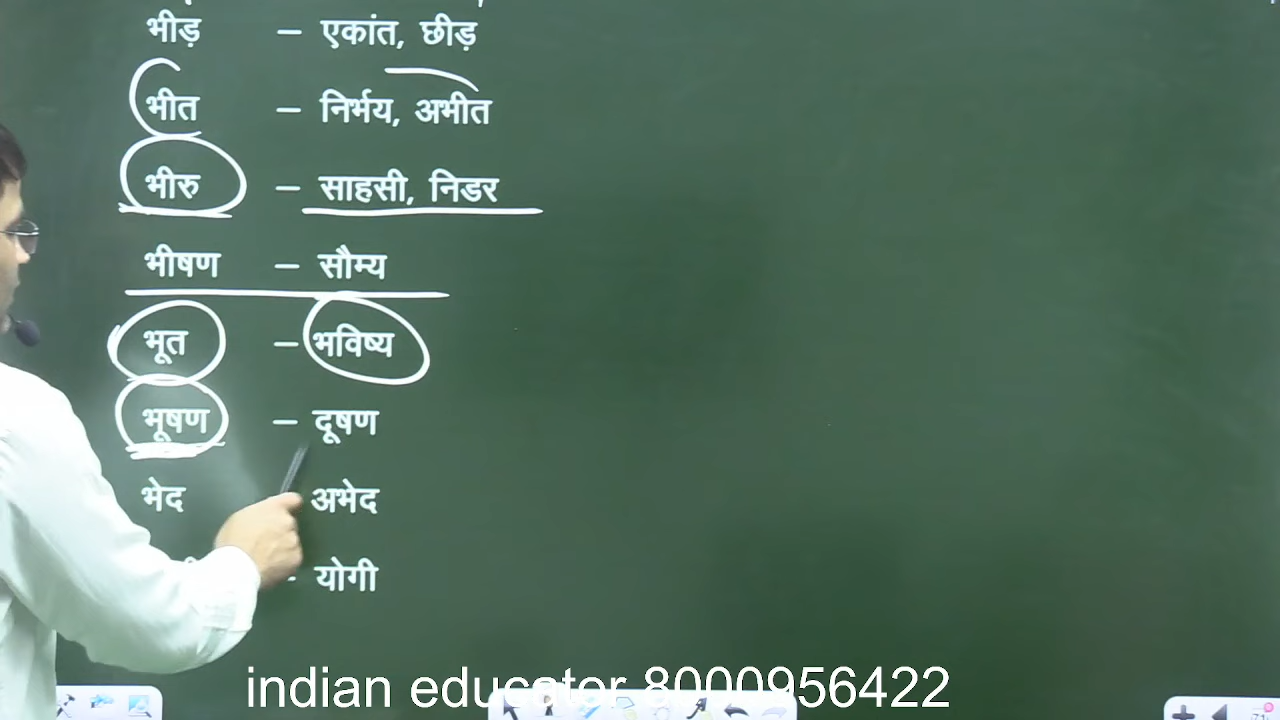 भीड़ – एकांत, छीड़
भीत – निर्भय, अभीत
भीरु – साहसी, निडर
भीषण – सौम्य
भूत – भविष्य
भूषण – दूषण
भेद अभेद
– योगी
indian educator 8000956422